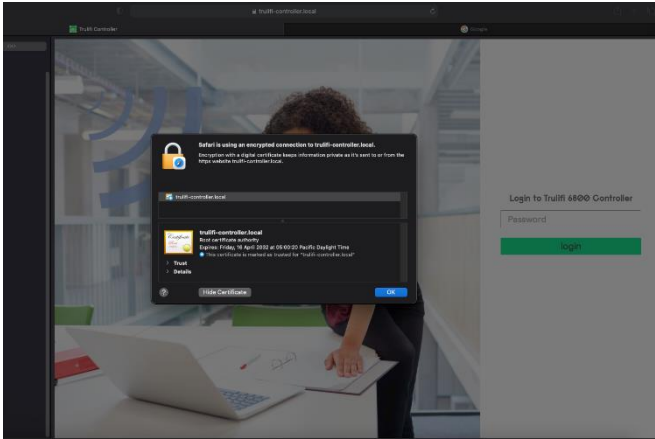 trulifi-controller.local
Trulifi Controller
Google
Safari is using an encrypted connection to trulifi-controller.local.
Encryption with a digital certificate keeps information private as it's sent to or from the
https website trulifi-controller.local.
trulifi-controller.local
Certificate
trulifi-controller.local
Root certificate authority
Expires: Friday, 16 April 2032 at 05:00:20 Pacific Daylight Time
This certificate is marked as trusted for "trulifi-controller.local"
Trust
Details
?
Hide Certificate
OK
Login to Trulifi 6800 Controller
Password
login